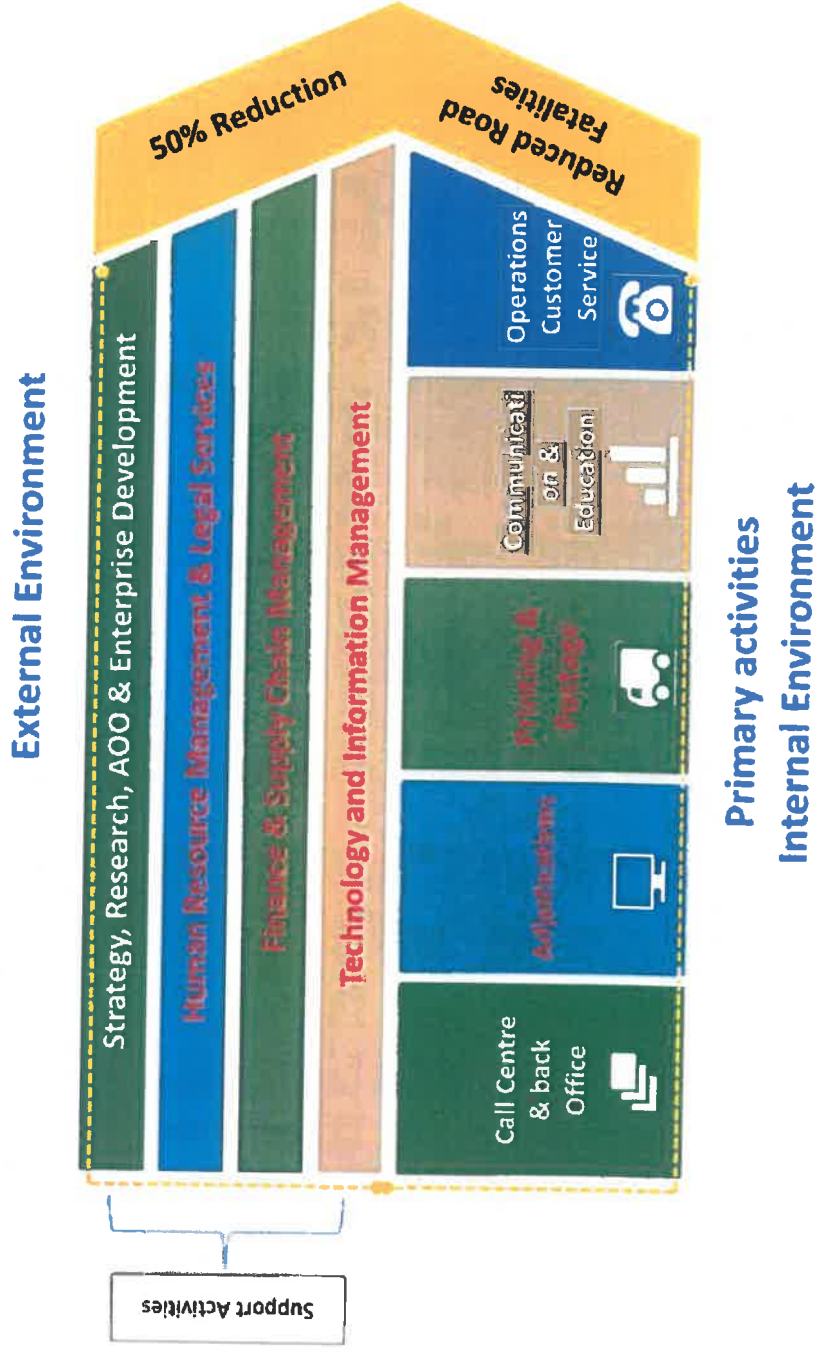 External Environment
Support Activities
Strategy, Research, AOO & Enterprise Development
Human Resource Management & Legal Services
Finance & Supply Chain Management
Technology and Information Management
50% Reduction
Reduced Road
Fatalities
Call Centre
& back
Office
Adjudications
Printing &
Postage
Communicati
on &
Education
Operations
Customer
Service
Primary activities
Internal Environment